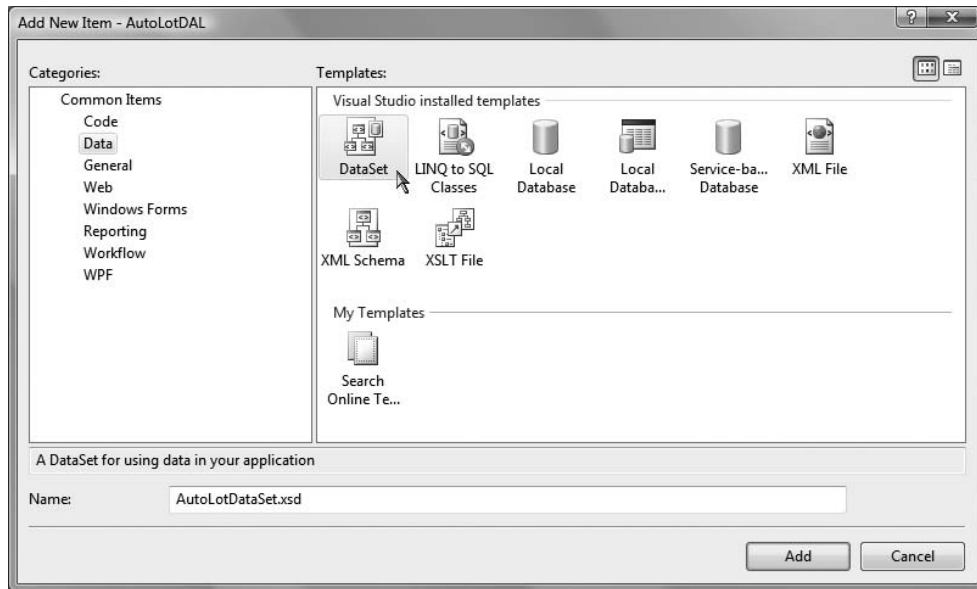 Add New Item - AutoLotDAL
Categories:
Templates:
Common Items
Code
Data
General
Web
Windows Forms
Reporting
Workflow
WPF
Visual Studio installed templates
DataSet
LINQ to SQL
Classes
Local
Database
Local
Databa...
Service-ba...
Database
XML File
XML Schema
XSLT File
My Templates
Search
Online Te...
A DataSet for using data in your application
Name:
AutoLotDataSet.xsd
Add
Cancel